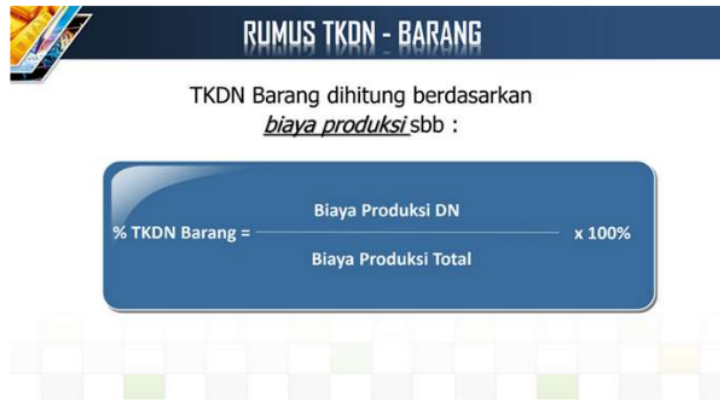 RUMUS TKDN - BARANG
TKDN Barang dihitung berdasarkan
biaya produksi sbb :
Biaya Produksi DN
% TKDN Barang = x 100%
Biaya Produksi Total